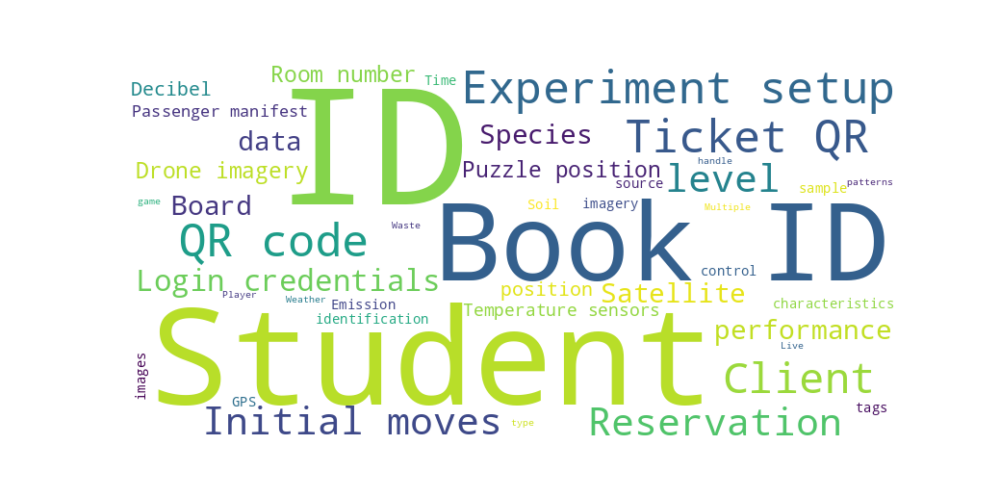 Room number
Time
Decibel
Experiment setup
Passenger manifest
ID
data
Species
Ticket QR
Drone imagery
Puzzle position
handle
level
source
sample
patterns
game
Board
Soil
imagery
Multiple
Waste
QR code
Book ID
Login credentials
control
position
Satellite
Player
Weather
Emission
Temperature sensors
characteristics
identification
Student
performance
Live
images
Client
GPS
Initial moves
type
Reservation
tags